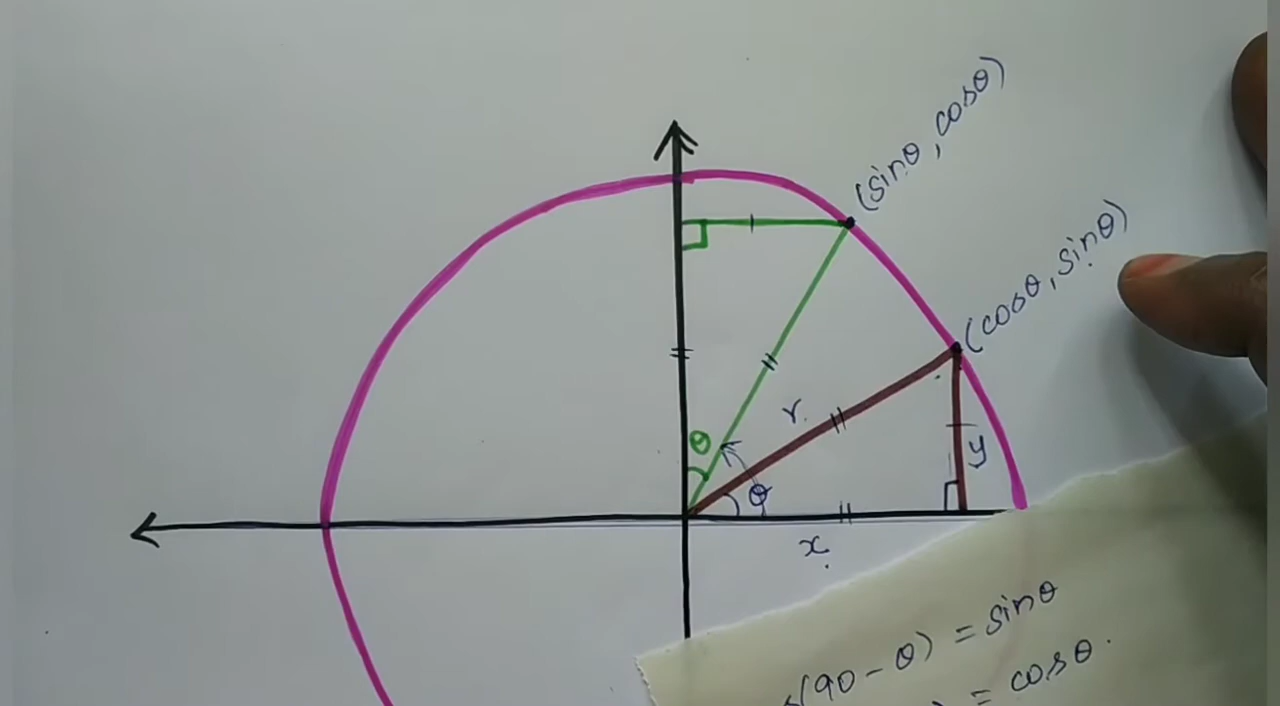 (sinθ, cosθ)
(cosθ, sinθ)
r
θ
θ
y
x
(90-θ) = sinθ
= cosθ